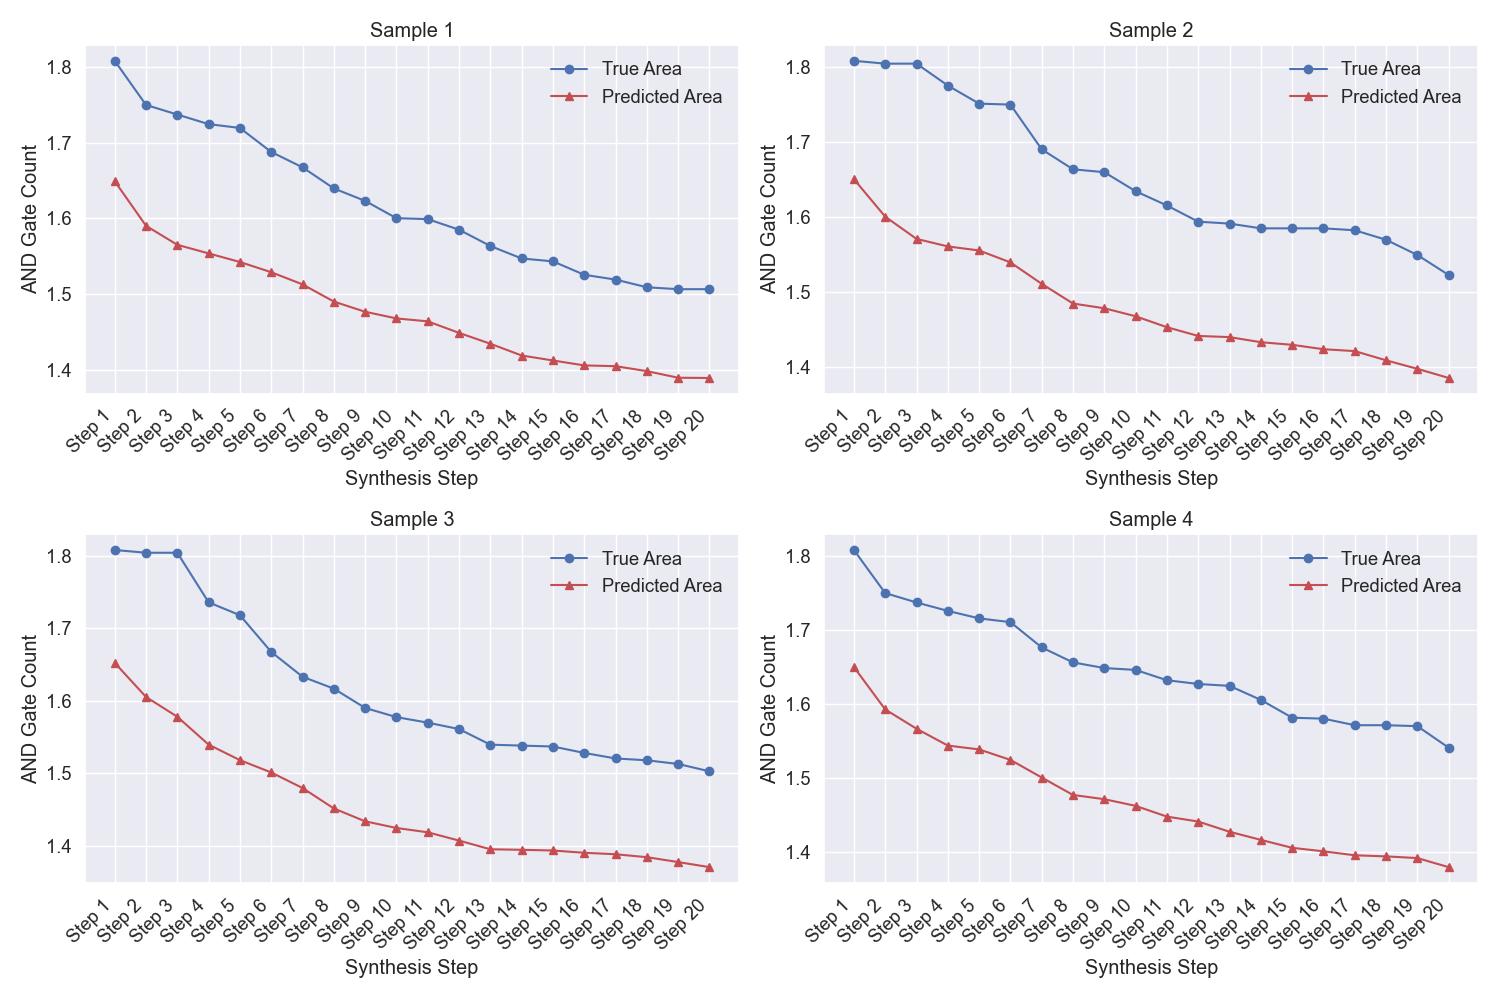 Sample 1
True Area
Predicted Area
AND Gate Count
1.8
1.7
1.6
1.5
1.4
Step 1
Step 2
Step 3
Step 4
Step 5
Step 6
Step 7
Step 8
Step 9
Step 10
Step 11
Step 12
Step 13
Step 14
Step 15
Step 16
Step 17
Step 18
Step 19
Step 20
Synthesis Step
Sample 2
True Area
Predicted Area
AND Gate Count
1.8
1.7
1.6
1.5
1.4
Step 1
Step 2
Step 3
Step 4
Step 5
Step 6
Step 7
Step 8
Step 9
Step 10
Step 11
Step 12
Step 13
Step 14
Step 15
Step 16
Step 17
Step 18
Step 19
Step 20
Synthesis Step
Sample 3
True Area
Predicted Area
AND Gate Count
1.8
1.7
1.6
1.5
1.4
Step 1
Step 2
Step 3
Step 4
Step 5
Step 6
Step 7
Step 8
Step 9
Step 10
Step 11
Step 12
Step 13
Step 14
Step 15
Step 16
Step 17
Step 18
Step 19
Step 20
Synthesis Step
Sample 4
True Area
Predicted Area
AND Gate Count
1.8
1.7
1.6
1.5
1.4
Step 1
Step 2
Step 3
Step 4
Step 5
Step 6
Step 7
Step 8
Step 9
Step 10
Step 11
Step 12
Step 13
Step 14
Step 15
Step 16
Step 17
Step 18
Step 19
Step 20
Synthesis Step